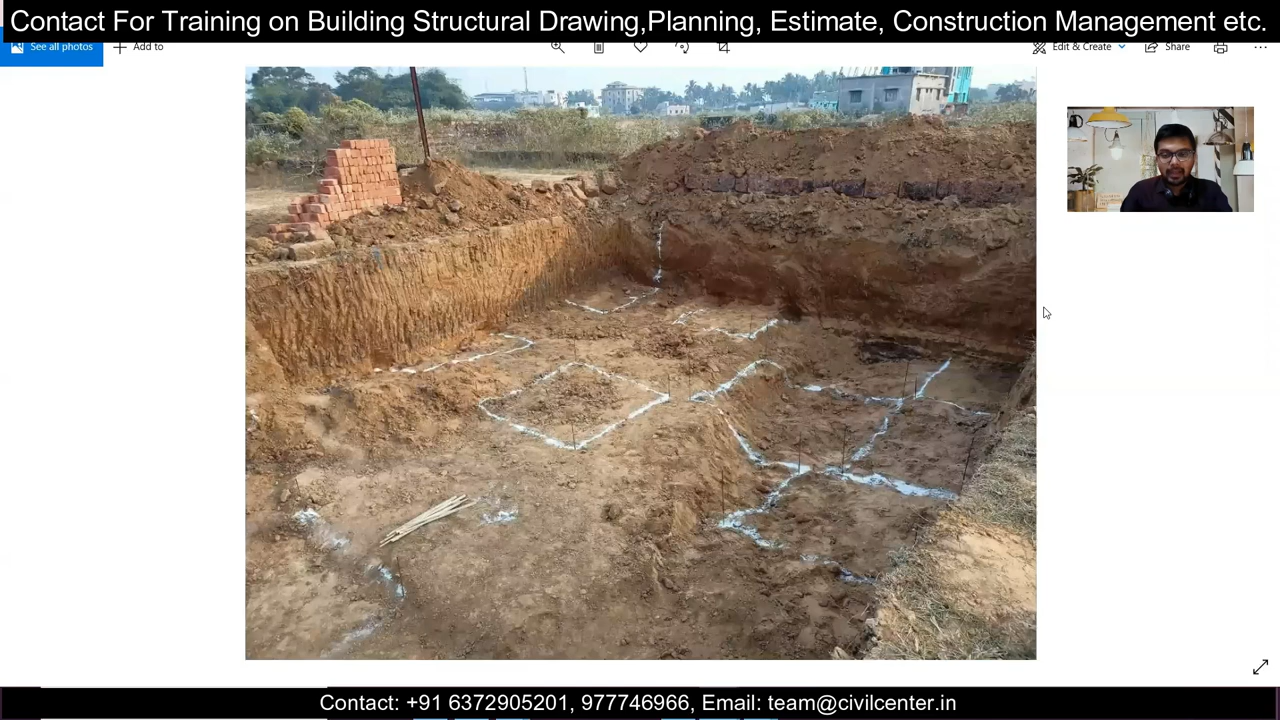 Contact For Training on Building Structural Drawing,Planning, Estimate, Construction Management etc.
See all photos
Add to
Edit & Create
Share
Contact: +91 6372905201, 977746966, Email: team@civilcenter.in